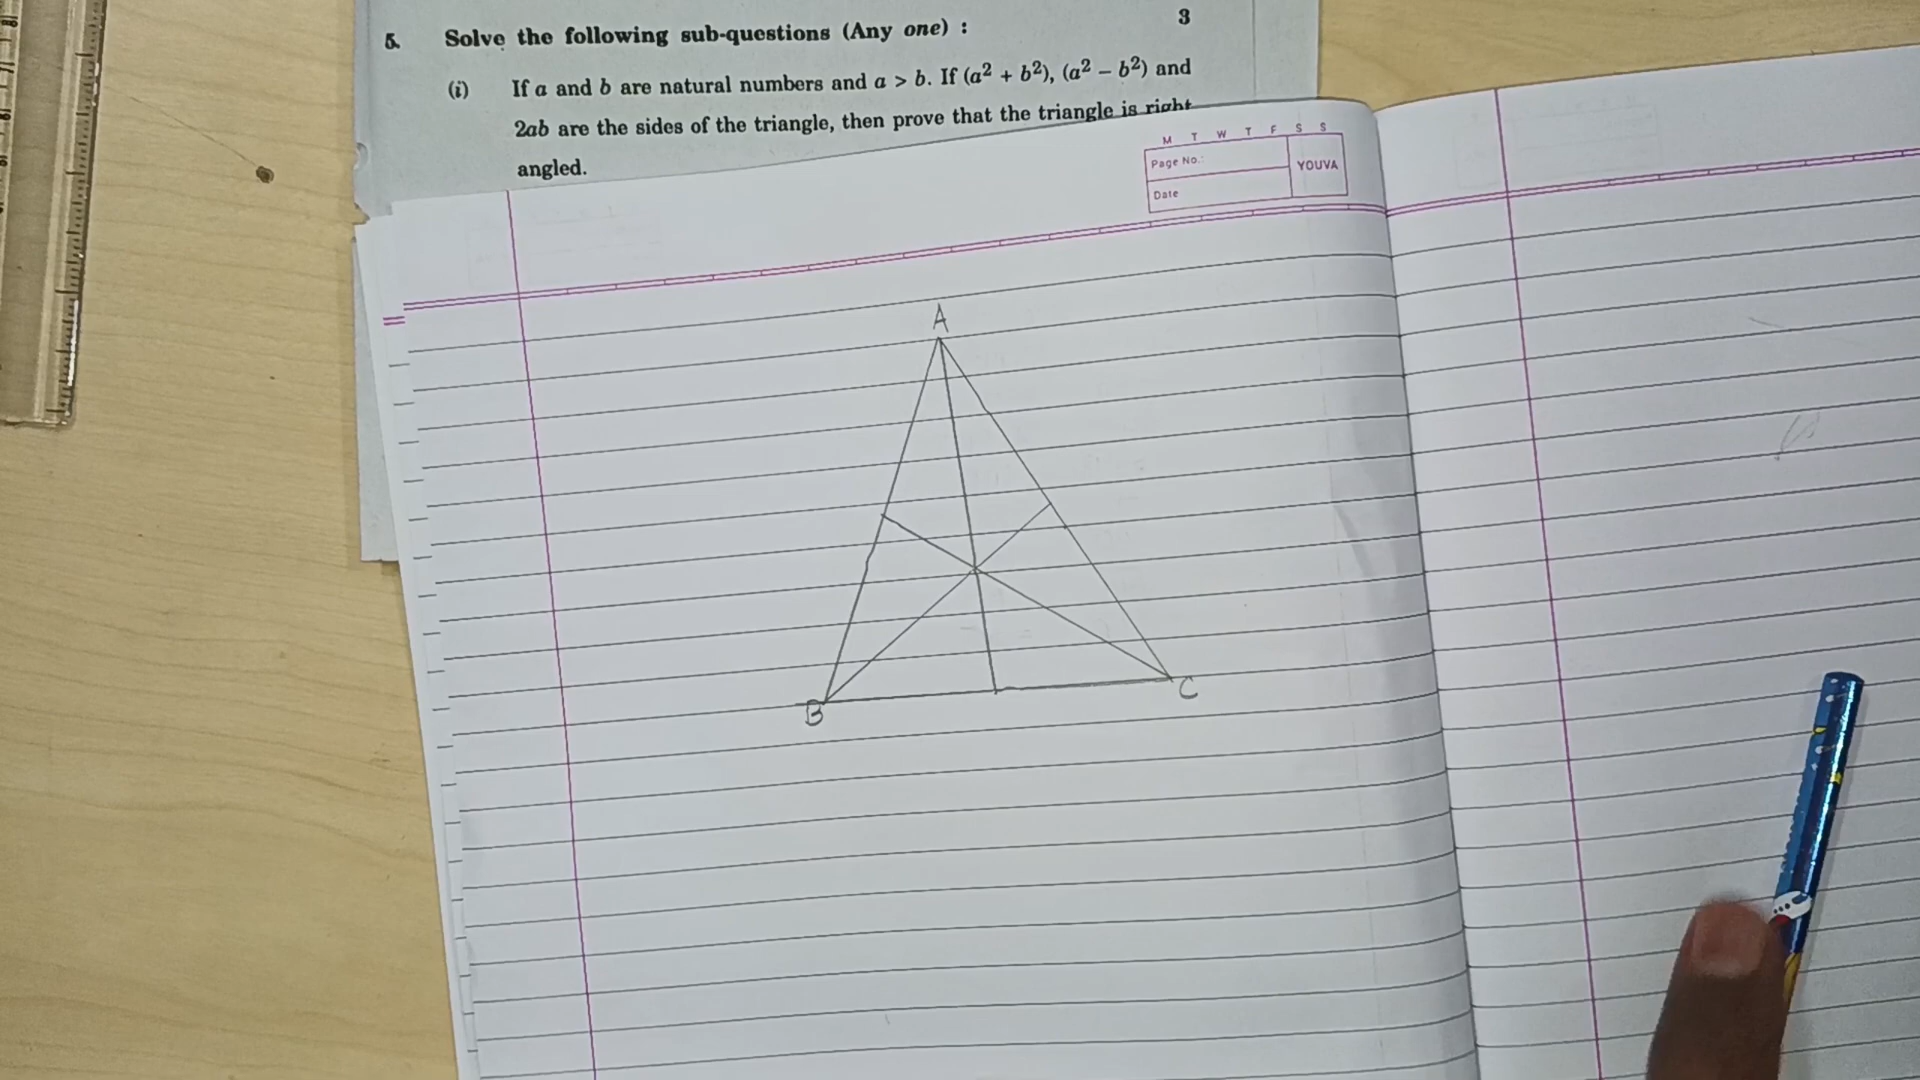 5. Solve the following sub-questions (Any one) : 3
(i) If a and b are natural numbers and a > b. If (a² + b²), (a² – b²) and
2ab are the sides of the triangle, then prove that the triangle is right
angled.
M T W T F S S
Page No.: YOUVA
Date
A
B C